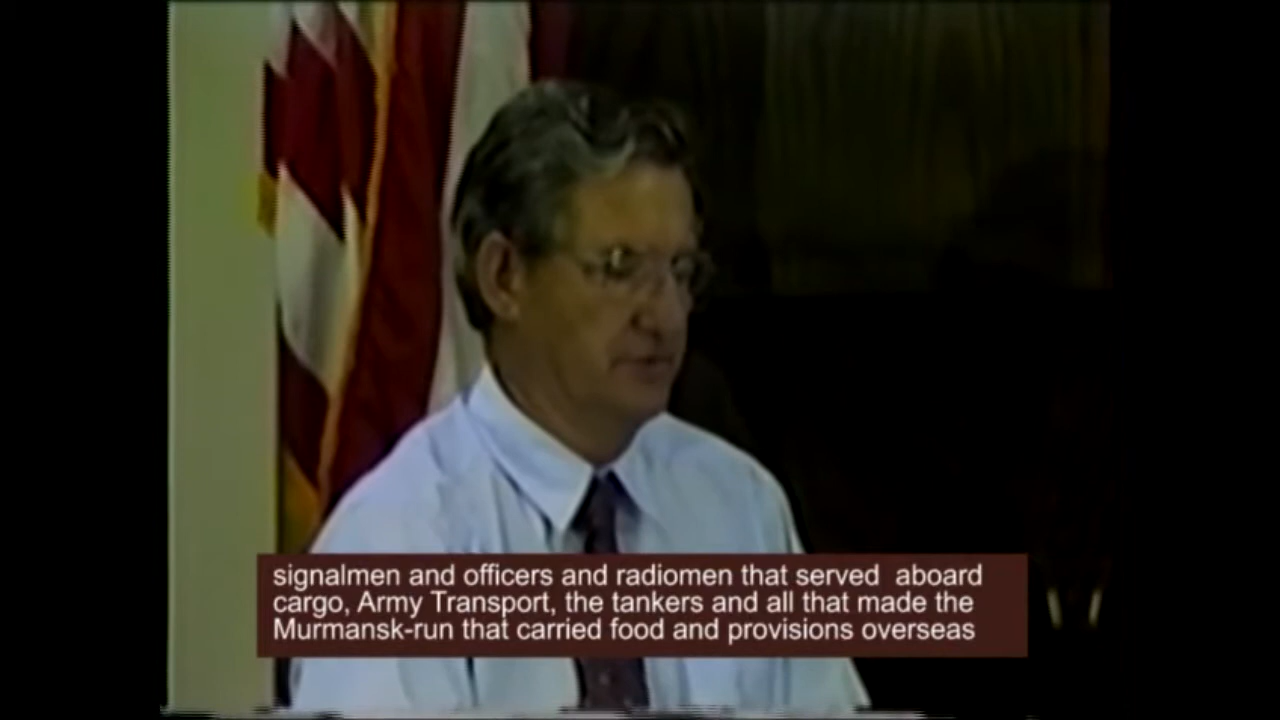 signalmen and officers and radiomen that served  aboard
cargo, Army Transport, the tankers and all that made the
Murmansk-run that carried food and provisions overseas